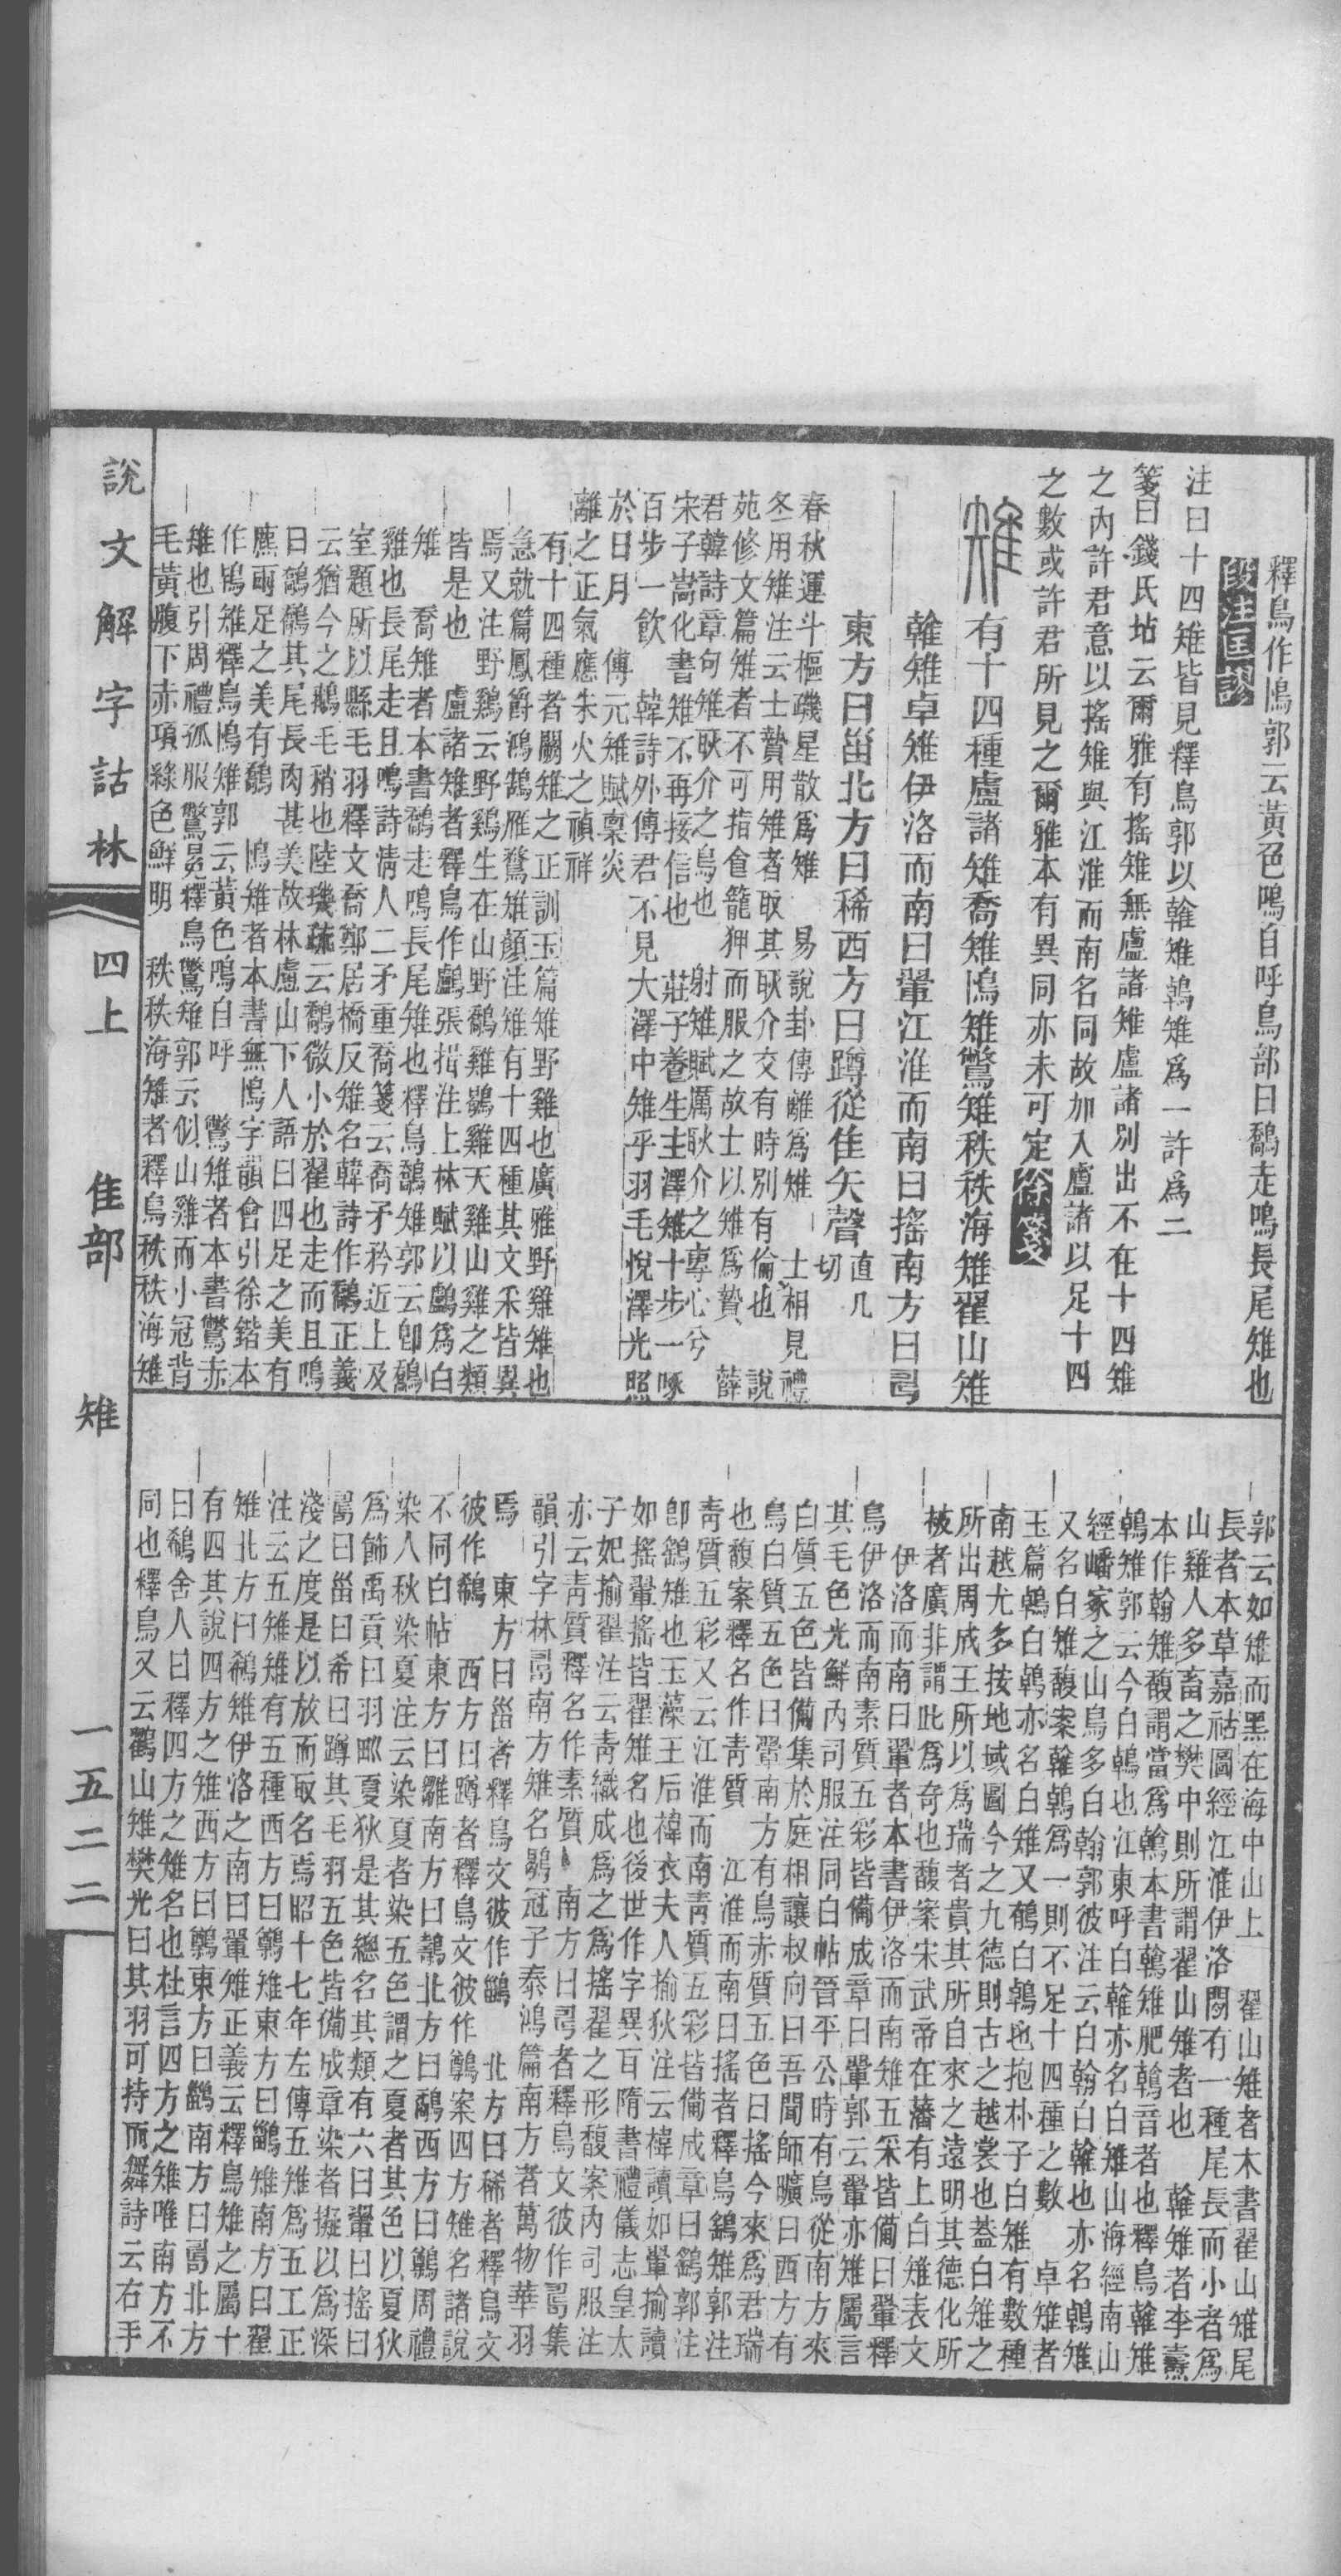 釋鳥作鳪郭云黃色鳴自呼鳥部曰鷮走鳴長尾雉也
段注匡謬
注曰十四雉皆見釋鳥郭以雗雉鵫雉爲一許爲二
箋曰錢氏坫云爾雅有搖雉無盧諸雉盧諸別出不在十四雉
之內許君意以搖雉與江淮而南名同故加入盧諸以足十四
之數或許君所見之爾雅本有異同亦未可定徐箋
雉有十四種盧諸雉喬雉鳪雉鷩雉秩秩海雉翟山雉
雗雉卓雉伊洛而南曰翬江淮而南曰搖南方曰𢏚
東方曰甾北方曰稀西方曰蹲從隹矢聲直几切
春秋運斗樞璣星散爲雉 易說卦傳離爲雉 士相見禮
冬用雉注云士贄用雉者取其耿介交有時別有倫也 說
苑修文篇雉者不可指食籠狎而服之故士以雉爲贄 薛
君韓詩章句雉耿介之鳥也 射雉賦厲耿介之專心兮
宋子嵩化書雉不再接信也 莊子養生主澤雉十步一啄
百步一飲 韓詩外傳君不見大澤中雉乎羽毛悅澤光照
於日月 傅元雉賦稟炎
離之正氣應朱火之禎祥
有十四種者關雉之正訓玉篇雉野雞也廣雅野雞雉也
急就篇鳳爵鴻鵠雁鶩雉顏注雉有十四種其文采皆異
焉又注野鷄云野鷄生在山野鷸雞鶡雞天雞山雞之類
皆是也 盧諸雉者釋鳥作鸕張揖注上林賦以鸕爲白
雉 喬雉者本書鷮走鳴長尾雉也釋鳥鷮雉郭云卽鷮
雞也長尾走且鳴詩淸人二矛重喬箋云喬矛矜近上及
室題所以縣毛羽釋文喬鄭居橋反雉名韓詩作鷮正義
云猶今之鵝毛矟也陸璣疏云鷮微小於翟也走而且鳴
曰鷮鷮其尾長肉甚美故林慮山下人語曰四足之美有
麃兩足之美有鷮 鳪雉者本書無鳪字韻會引徐鍇本
作鳪雉釋鳥鳪雉郭云黃色鳴自呼 鷩雉者本書鷩赤
雉也引周禮孤服鷩冕釋鳥鷩雉郭云似山雞而小冠背
毛黃腹下赤項綠色鮮明 秩秩海雉者釋鳥秩秩海雉
郭云如雉而黑在海中山上 翟山雉者本書翟山雉尾
長者本草嘉祐圖經江淮伊洛閒有一種尾長而小者爲
山雞人多畜之樊中則所謂翟山雉者也 雗雉者李燾
本作翰雉馥謂當爲鶾本書鶾雉肥鶾音者也釋鳥雗雉
鵫雉郭云今白鵫也江東呼白雗亦名白雉山海經南山
經嶓冢之山鳥多白翰郭彼注云白翰白雗也亦名鵫雉
又名白雉馥案雗鵫爲一則不足十四種之數 卓雉者
玉篇鵫白鵫亦名白雉又䳽白鵫也抱朴子白雉有數種
南越尤多按地域圖今之九德則古之越裳也蓋白雉之
所出周成王所以爲瑞者貴其所自來之遠明其德化所
被者廣非謂此爲奇也馥案宋武帝在藩有上白雉表文
 伊洛而南曰翬者本書伊洛而南雉五采皆備曰翬釋
鳥伊洛而南素質五彩皆備成章曰翬郭云翬亦雉屬言
其毛色光鮮內司服注同白帖晉平公時有鳥從南方來
白質五色皆備集於庭相讓叔向曰吾聞師曠曰西方有
鳥白質五色曰翬南方有鳥赤質五色曰搖今來爲君瑞
也馥案釋名作靑質 江淮而南曰搖者釋鳥鷂雉郭注
靑質五彩又云江淮而南靑質五彩皆備成章曰鷂郭注
卽鷂雉也玉藻王后褘衣夫人揄狄注云褘讀如翬揄讀
如搖翬搖皆翟雉名也後世作字異耳隋書禮儀志皇太
子妃揄翟注云靑織成爲之爲搖翟之形馥案內司服注
亦云靑質釋名作素質 南方曰𢏚者釋鳥文彼作𠷎集
韻引字林𠷎南方雉名鶡冠子泰鴻篇南方者萬物華羽
焉 東方曰甾者釋鳥文彼作鶅 北方曰稀者釋鳥文
彼作鵗 西方曰蹲者釋鳥文彼作鷷案四方雉名諸說
不同白帖東方曰鶵南方曰鷮北方曰鷸西方曰鷷周禮
染人秋染夏注云染夏者染五色謂之夏者其色以夏狄
爲飾禹貢曰羽畎夏狄是其總名其類有六曰翬曰搖曰
𠷎曰甾曰希曰蹲其毛羽五色皆備成章染者擬以爲深
淺之度是以放而取名焉昭十七年左傳五雉爲五工正
注云五雉雉有五種西方曰鷷雉東方曰鶅雉南方曰翟
雉北方曰鵗雉伊洛之南曰翬雉正義云釋鳥雉之屬十
有四其說四方之雉西方曰鷷東方曰鶅南方曰𠷎北方
曰鵗舍人曰釋四方之雉名也杜言四方之雉唯南方不
同也釋鳥又云鸐山雉樊光曰其羽可持而舞詩云右手
說文解字詁林 四上 隹部 雉 一五二二